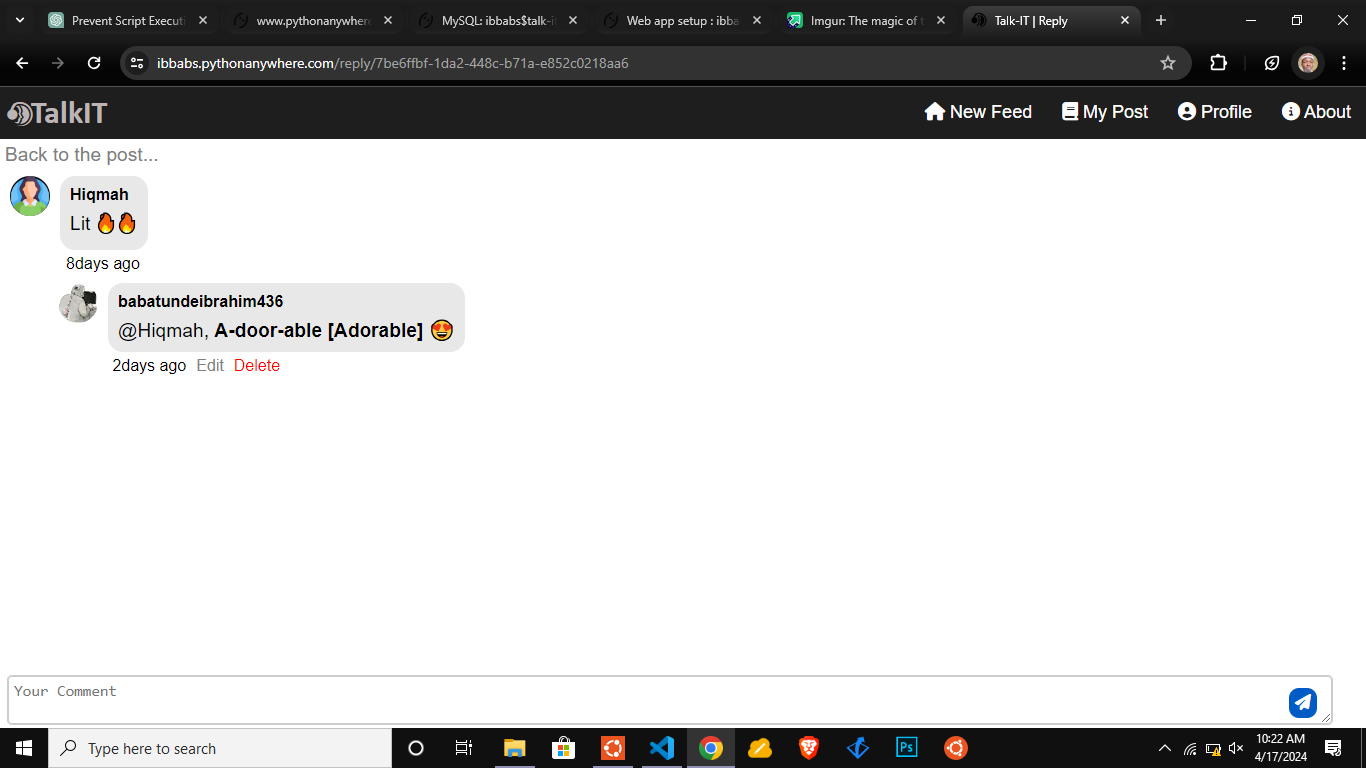 Prevent Script Executi
www.pythonanywhere
MySQL: ibbabs$talk-i
Web app setup : ibba
Imgur: The magic of t
Talk-IT | Reply
ibbabs.pythonanywhere.com/reply/7be6ffbf-1da2-448c-b71a-e852c0218aa6
TalkIT
New Feed
My Post
Profile
About
Back to the post...
Hiqmah
Lit 🔥🔥
8days ago
babatundeibrahim436
@Hiqmah, A-door-able [Adorable] 😍
2days ago Edit Delete
Your Comment
Type here to search
Ps
10:22 AM
4/17/2024